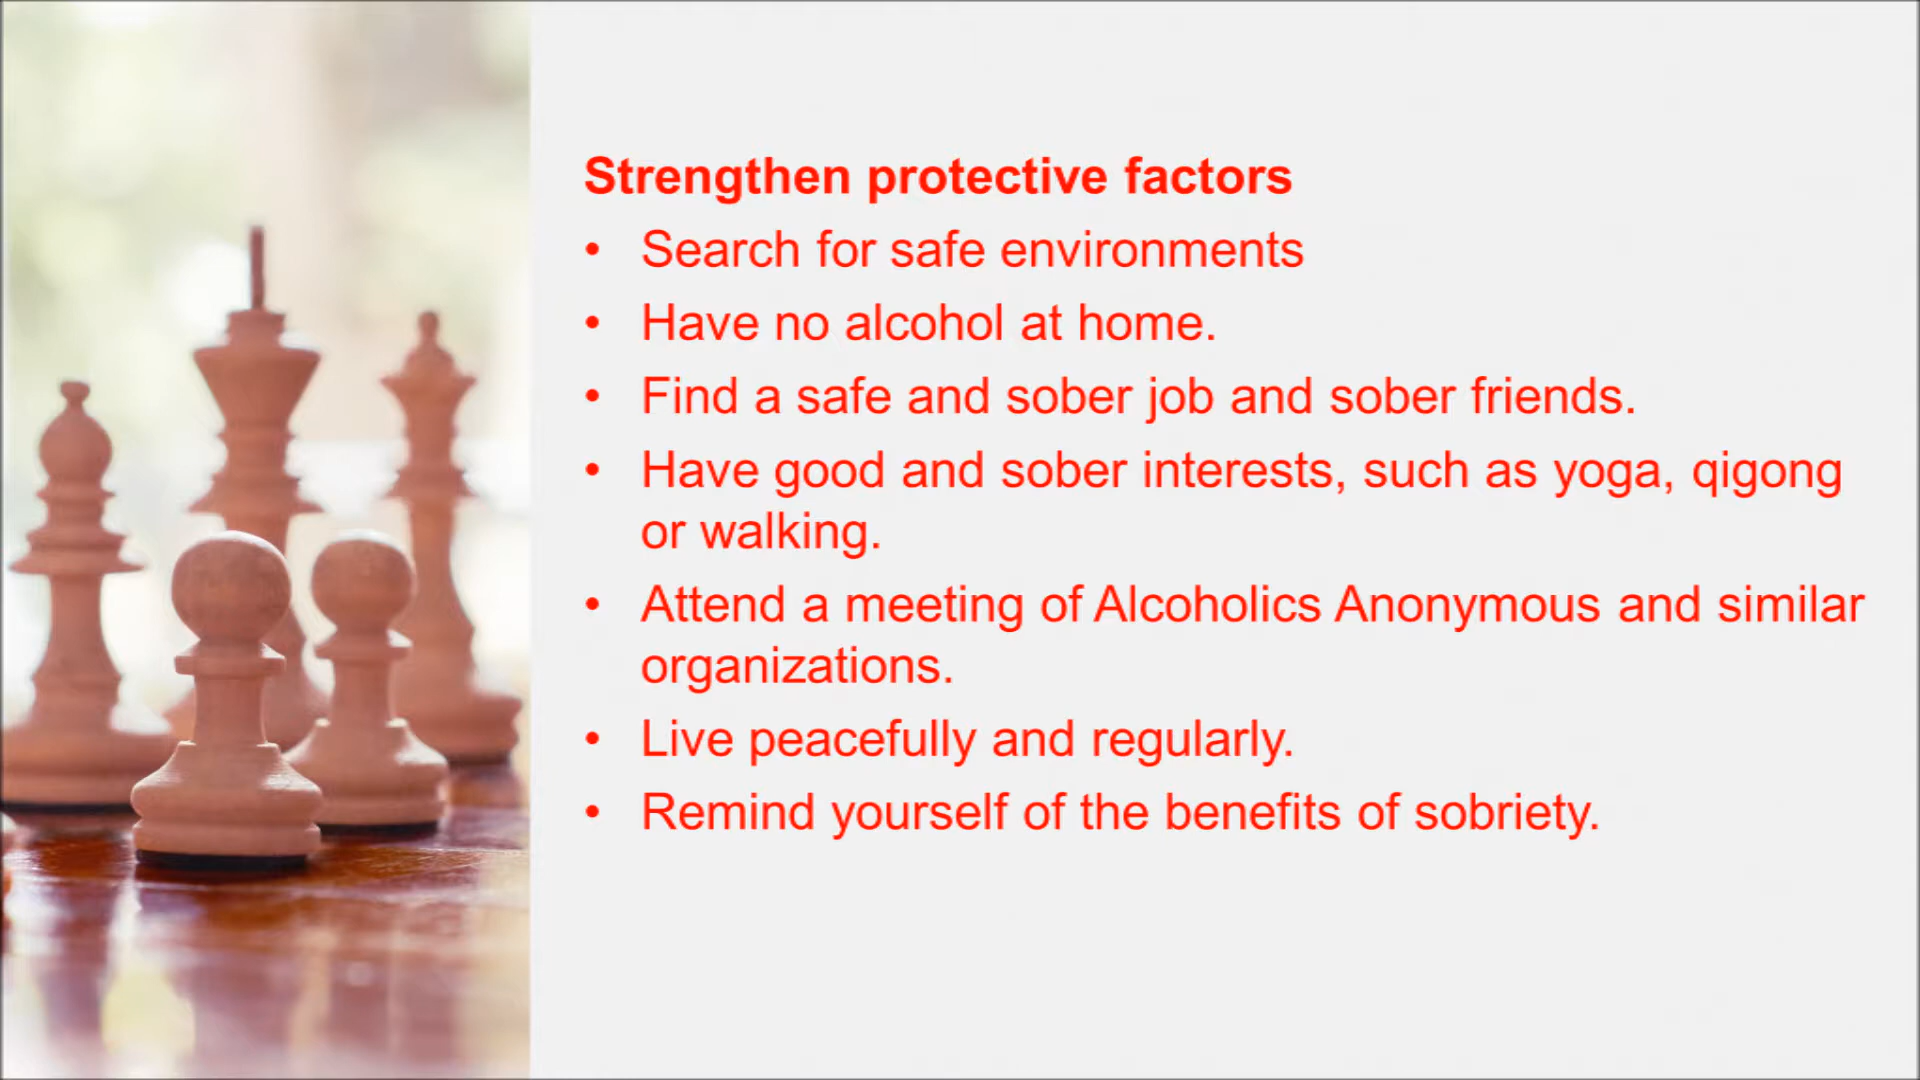 Strengthen protective factors
• Search for safe environments
• Have no alcohol at home.
• Find a safe and sober job and sober friends.
• Have good and sober interests, such as yoga, qigong
or walking.
• Attend a meeting of Alcoholics Anonymous and similar
organizations.
• Live peacefully and regularly.
• Remind yourself of the benefits of sobriety.